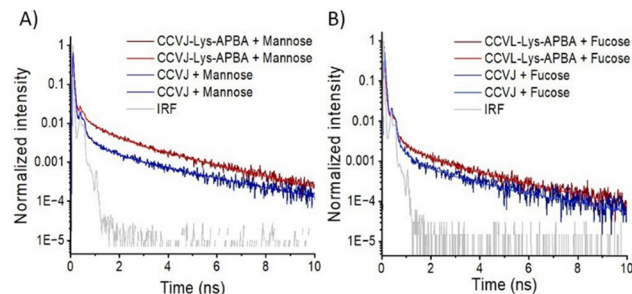 A)
CCVJ-Lys-APBA + Mannose
CCVJ-Lys-APBA + Mannose
CCVJ + Mannose
CCVJ + Mannose
IRF
Normalized intensity
1
0.1
0.01
0.001
1E-4
1E-5
0 2 4 6 8 10
Time (ns)
B)
CCVL-Lys-APBA + Fucose
CCVL-Lys-APBA + Fucose
CCVJ + Fucose
CCVJ + Fucose
IRF
Normalized intensity
1
0.1
0.01
0.001
1E-4
1E-5
0 2 4 6 8 10
Time (ns)